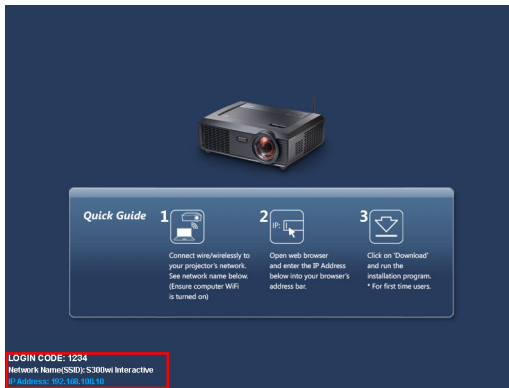 Quick Guide
1
Connect wire/wirelessly to
your projector's network.
See network name below.
(Ensure computer WiFi
is turned on)
2
IP:
Open web browser
and enter the IP Address
below into your browser's
address bar.
3
Click on 'Download'
and run the
installation program.
* For first time users.
LOGIN CODE: 1234
Network Name(SSID): S300wi Interactive
IP Address: 192.168.100.10